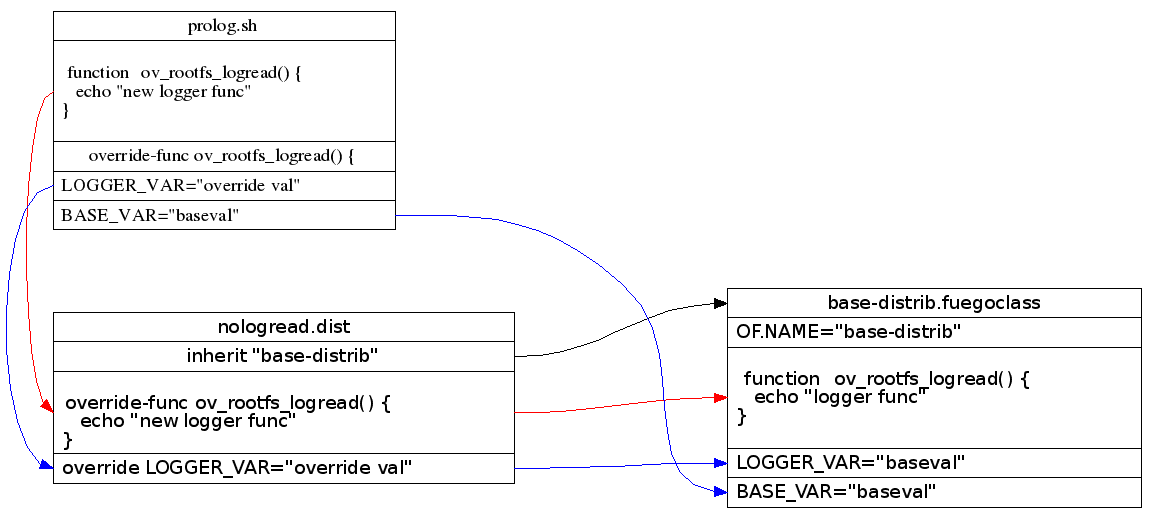 prolog.sh
function ov_rootfs_logread() {
echo "new logger func"
}
override-func ov_rootfs_logread() {
LOGGER_VAR="override val"
BASE_VAR="baseval"
nologread.dist
inherit "base-distrib"
override-func ov_rootfs_logread() {
echo "new logger func"
}
override LOGGER_VAR="override val"
base-distrib.fuegoclass
OF.NAME="base-distrib"
function ov_rootfs_logread() {
echo "logger func"
}
LOGGER_VAR="baseval"
BASE_VAR="baseval"